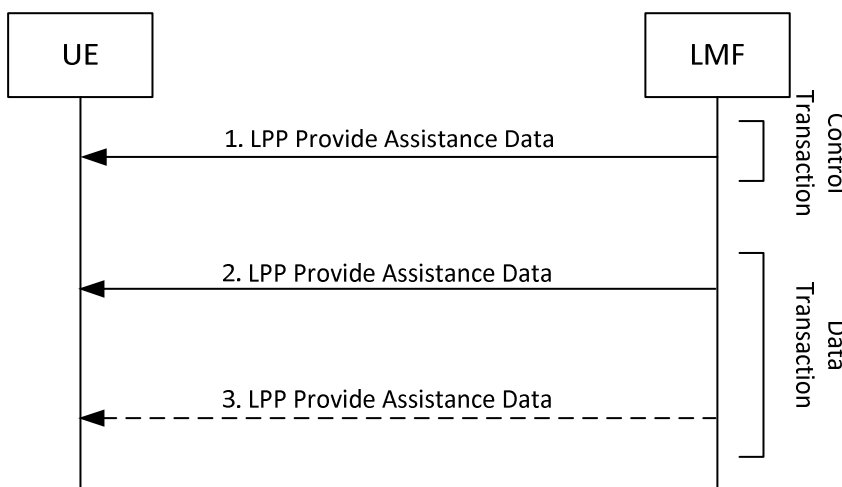 UE
LMF
1. LPP Provide Assistance Data
Control
Transaction
2. LPP Provide Assistance Data
Data
Transaction
3. LPP Provide Assistance Data